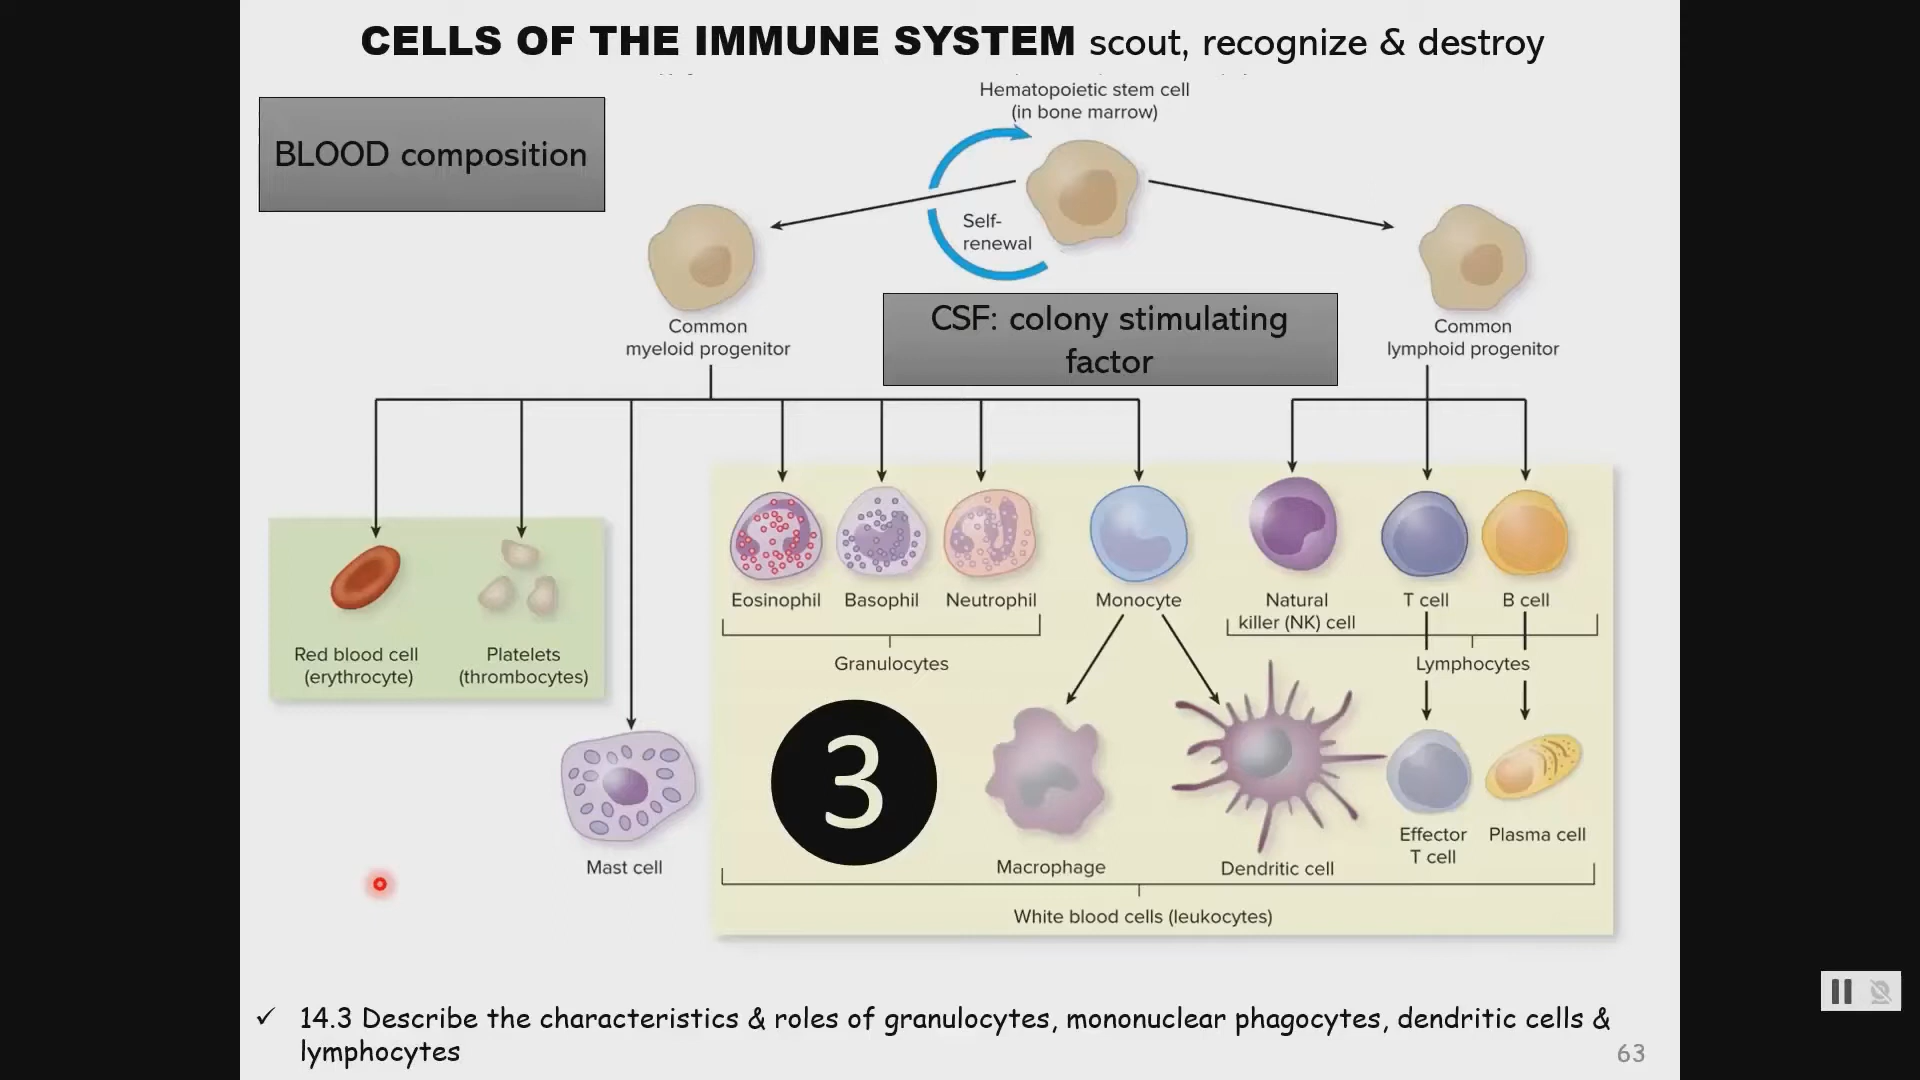 CELLS OF THE IMMUNE SYSTEM scout, recognize & destroy
Hematopoietic stem cell
(in bone marrow)
BLOOD composition
Self-
renewal
CSF: colony stimulating
factor
Common
myeloid progenitor
Common
lymphoid progenitor
Eosinophil
Basophil
Neutrophil
Monocyte
Natural
killer (NK) cell
T cell
B cell
Red blood cell
(erythrocyte)
Platelets
(thrombocytes)
Granulocytes
Lymphocytes
3
Mast cell
Macrophage
Dendritic cell
Effector
T cell
Plasma cell
White blood cells (leukocytes)
✓ 14.3 Describe the characteristics & roles of granulocytes, mononuclear phagocytes, dendritic cells &
lymphocytes
63